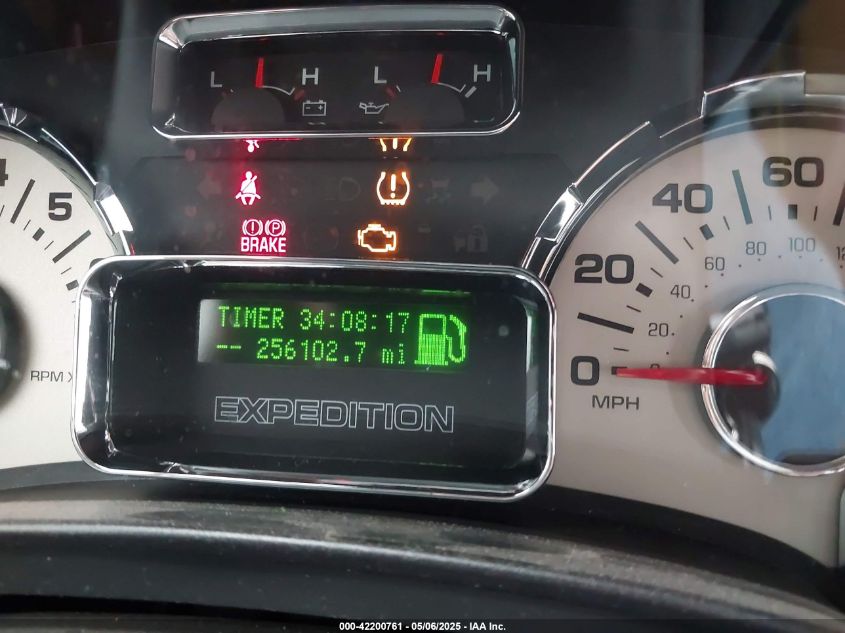 L H L H
4 5
BRAKE
20 40 60
20 40 60 80 100
TIMER 34:08:17
-- 256102.7 mi
EXPEDITION
RPM
0
MPH
000-42200761 - 05/06/2025 - IAA Inc.